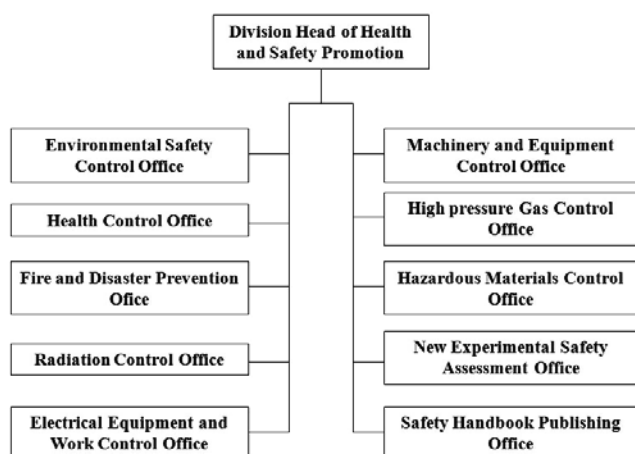 Division Head of Health
and Safety Promotion
Environmental Safety
Control Office
Health Control Office
Fire and Disaster Prevention
Ofice
Radiation Control Office
Electrical Equipment and
Work Control Office
Machinery and Equipment
Control Office
High pressure Gas Control
Office
Hazardous Materials Control
Office
New Experimental Safety
Assessment Office
Safety Handbook Publishing
Office